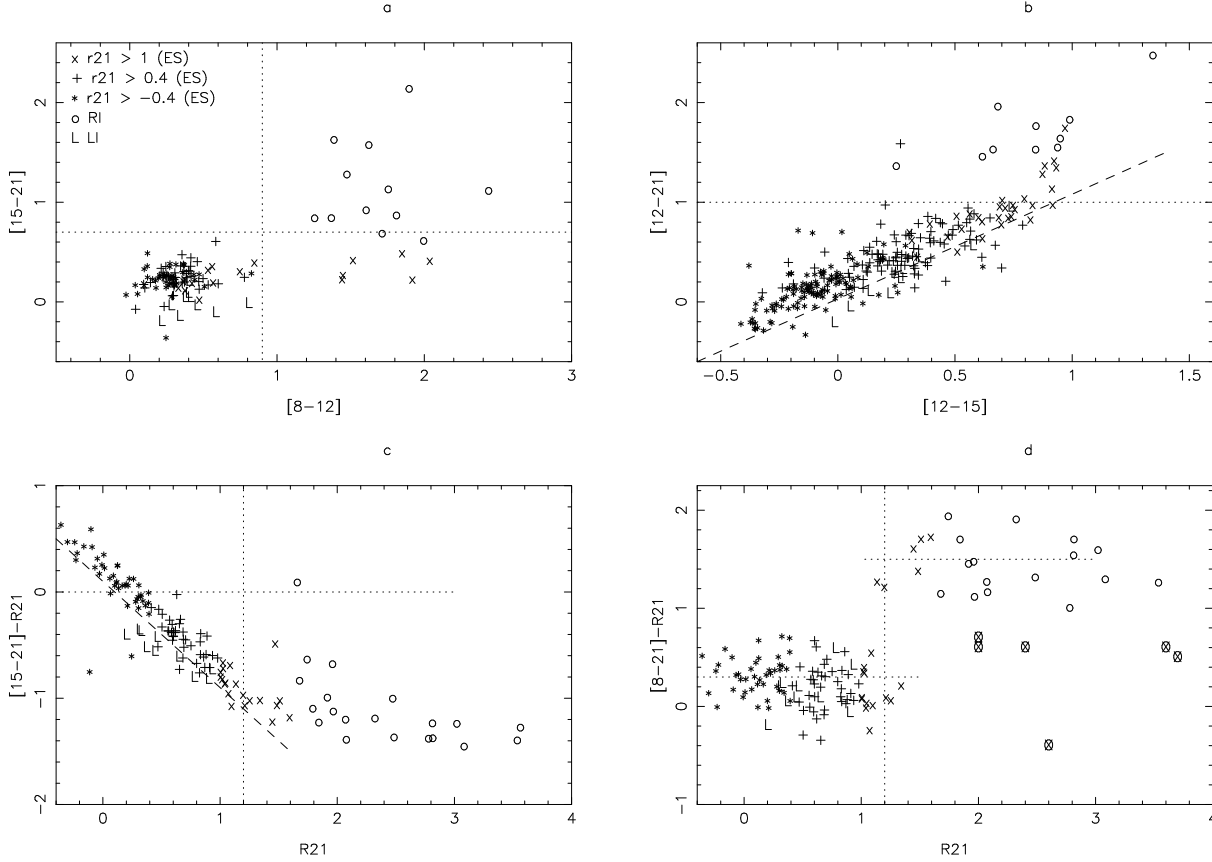 a
[15−21]
2
1
0
x r21 > 1 (ES)
+ r21 > 0.4 (ES)
* r21 > −0.4 (ES)
o RI
L LI
0 1 2 3
[8−12]
b
[12−21]
2
1
0
−0.5 0 0.5 1 1.5
[12−15]
c
[15−21]−R21
1
0
−1
−2
0 1 2 3 4
R21
d
[8−21]−R21
2
1
0
−1
0 1 2 3 4
R21